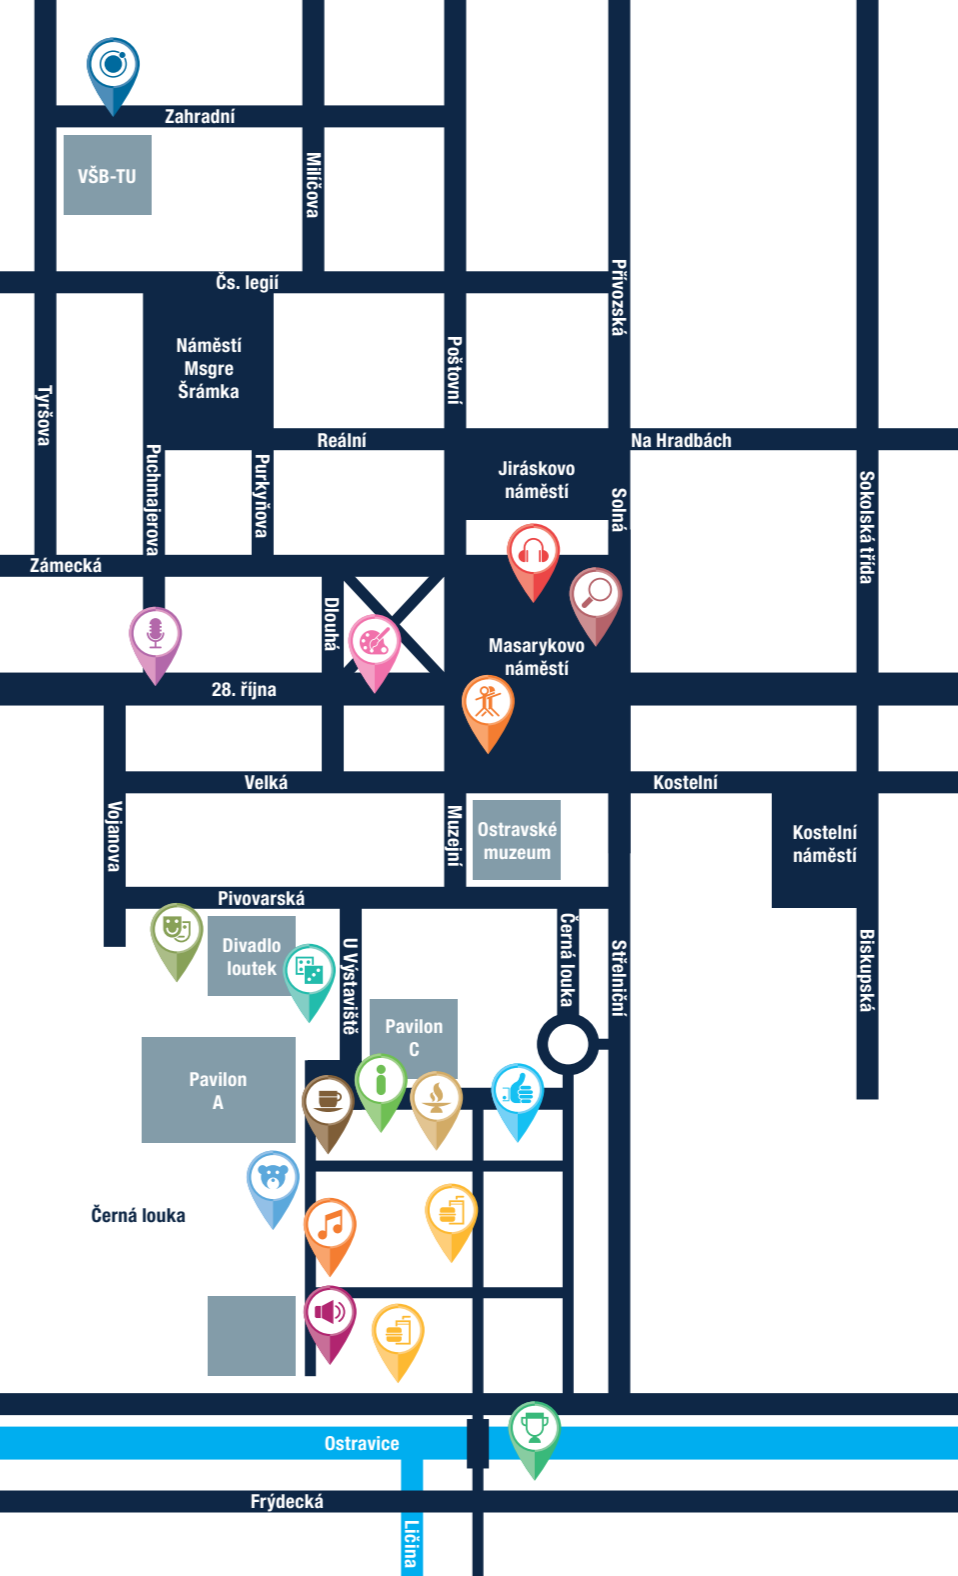 Zahradní
VŠB-TU
Milíčova
Čs. legií
Přívozská
Náměstí
Msgre
Šrámka
Poštovní
Tyršova
Reální
Na Hradbách
Puchmajerova
Purkyňova
Jiráskovo
náměstí
Solná
Sokolská třída
Zámecká
Dlouhá
Masarykovo
náměstí
28. října
Velká
Kostelní
Vojanova
Muzejní
Ostravské
muzeum
Kostelní
náměstí
Pivovarská
Divadlo
loutek
U Výstaviště
Černá louka
Střelniční
Biskupská
Pavilon
C
Pavilon
A
Černá louka
Ostravice
Frýdecká
Ličina